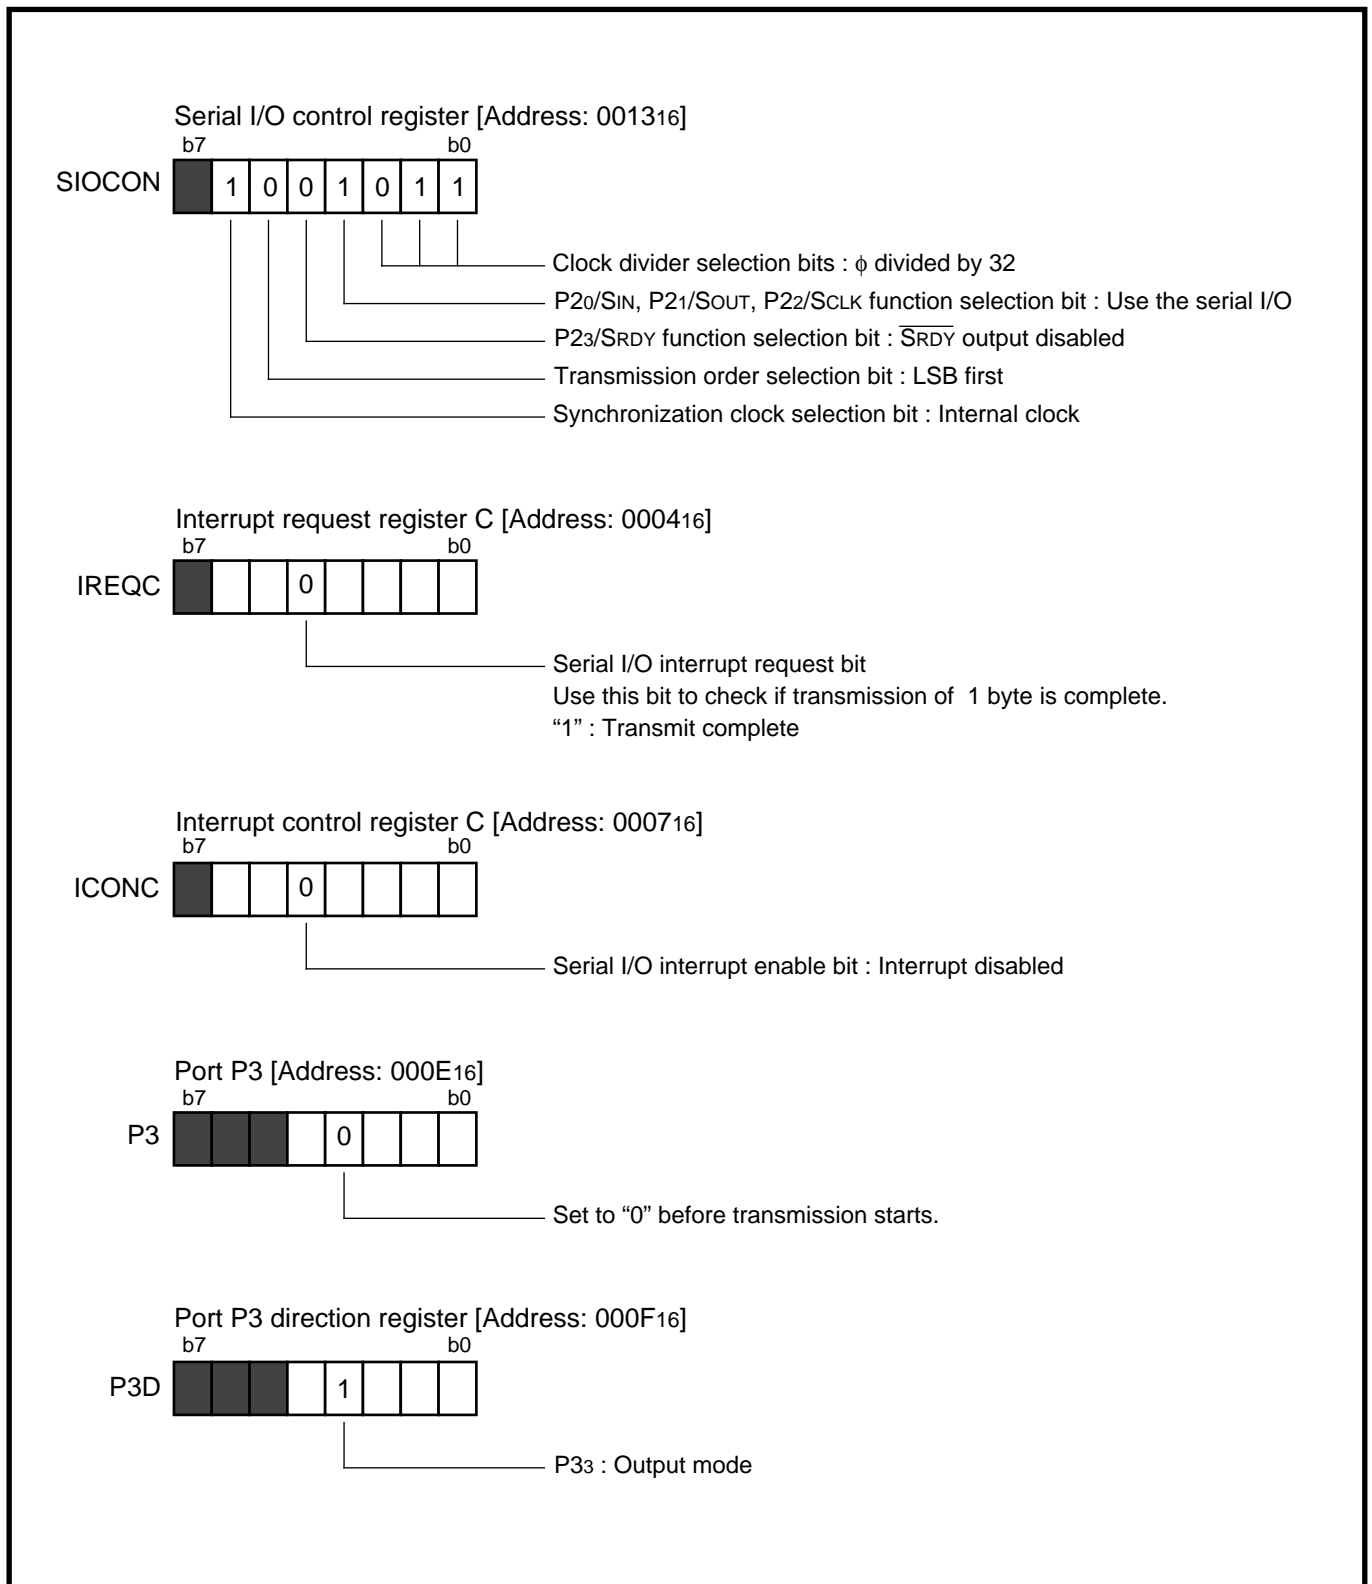 Serial I/O control register [Address: 001316]
b7 b0
SIOCON 1 0 0 1 0 1 1
Clock divider selection bits : ϕ divided by 32
P20/SIN, P21/SOUT, P22/SCLK function selection bit : Use the serial I/O
P23/SRDY function selection bit : S̅R̅D̅Y̅ output disabled
Transmission order selection bit : LSB first
Synchronization clock selection bit : Internal clock
Interrupt request register C [Address: 000416]
b7 b0
IREQC 0
Serial I/O interrupt request bit
Use this bit to check if transmission of 1 byte is complete.
“1” : Transmit complete
Interrupt control register C [Address: 000716]
b7 b0
ICONC 0
Serial I/O interrupt enable bit : Interrupt disabled
Port P3 [Address: 000E16]
b7 b0
P3 0
Set to “0” before transmission starts.
Port P3 direction register [Address: 000F16]
b7 b0
P3D 1
P33 : Output mode